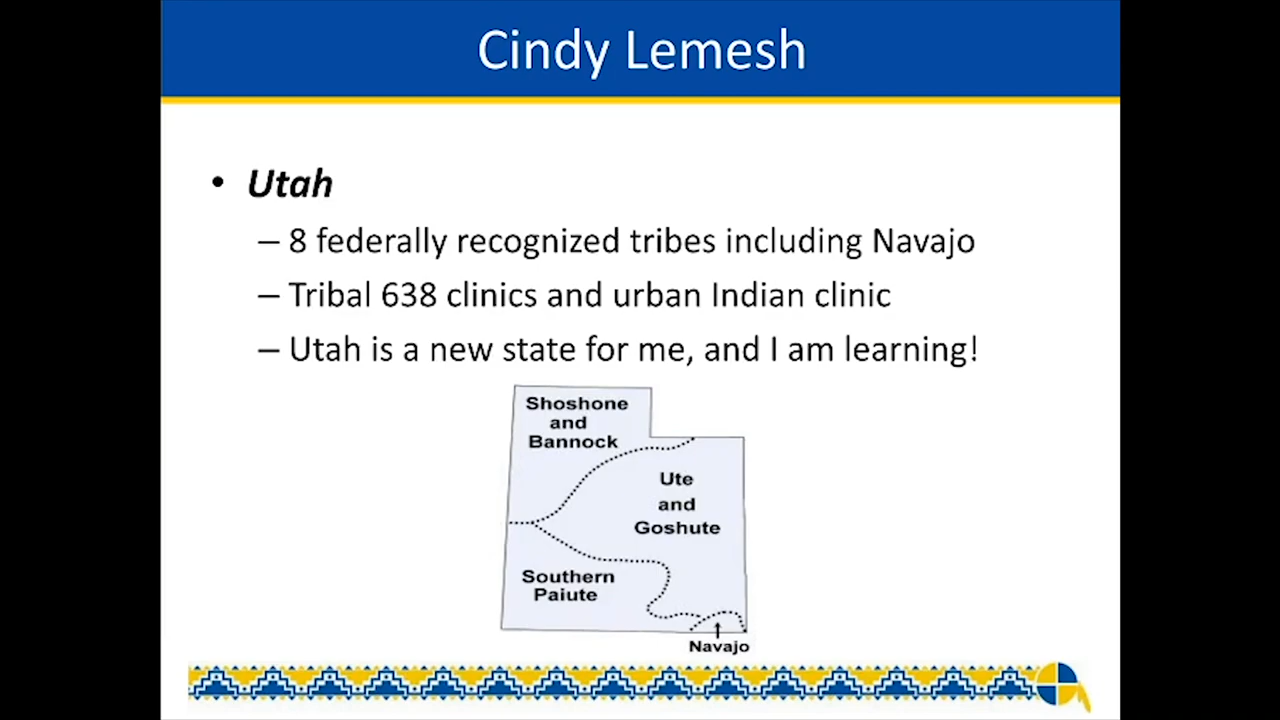 Cindy Lemesh
• Utah
– 8 federally recognized tribes including Navajo
– Tribal 638 clinics and urban Indian clinic
– Utah is a new state for me, and I am learning!
Shoshone
and
Bannock
Ute
and
Goshute
Southern
Paiute
Navajo